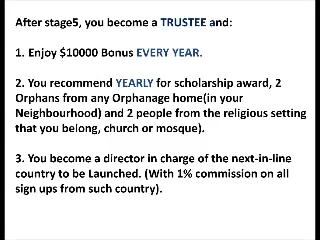 After stage5, you become a TRUSTEE and:
1. Enjoy $10000 Bonus EVERY YEAR.
2. You recommend YEARLY for scholarship award, 2
Orphans from any Orphanage home(in your
Neighbourhood) and 2 people from the religious setting
that you belong, church or mosque).
3. You become a director in charge of the next-in-line
country to be Launched. (With 1% commission on all
sign ups from such country).